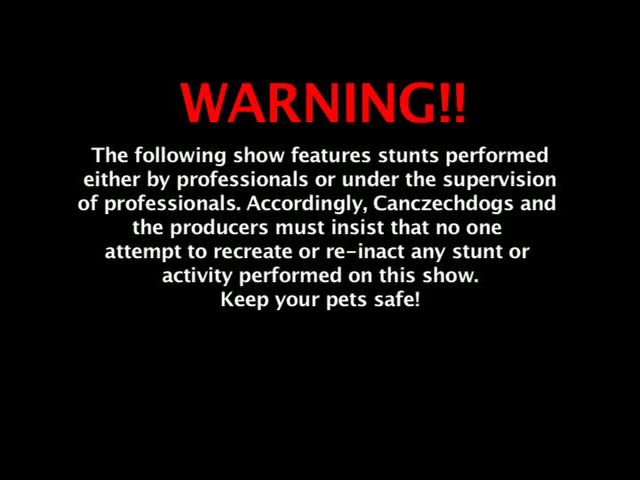 WARNING!!
The following show features stunts performed
either by professionals or under the supervision
of professionals. Accordingly, Canczechdogs and
the producers must insist that no one
attempt to recreate or re-inact any stunt or
activity performed on this show.
Keep your pets safe!